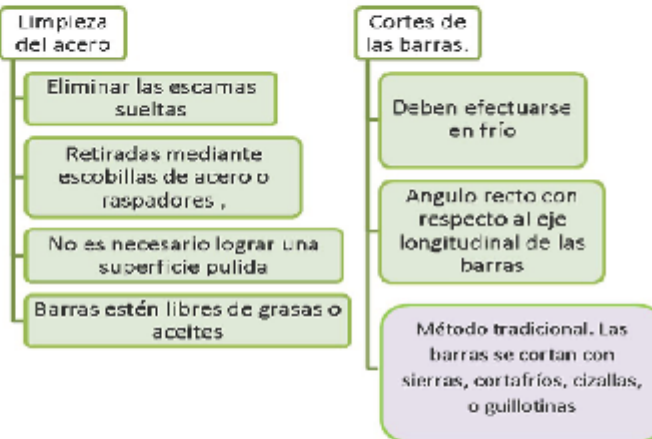 Limpieza
del acero
Eliminar las escamas
sueltas
Retiradas mediante
escobillas de acero o
raspadores ,
No es necesario lograr una
superficie pulida
Barras estén libres de grasas o
aceites
Cortes de
las barras.
Deben efectuarse
en frío
Angulo recto con
respecto al eje
longitudinal de las
barras
Método tradicional. Las
barras se cortan con
sierras, cortafríos, cizallas,
o guillotinas